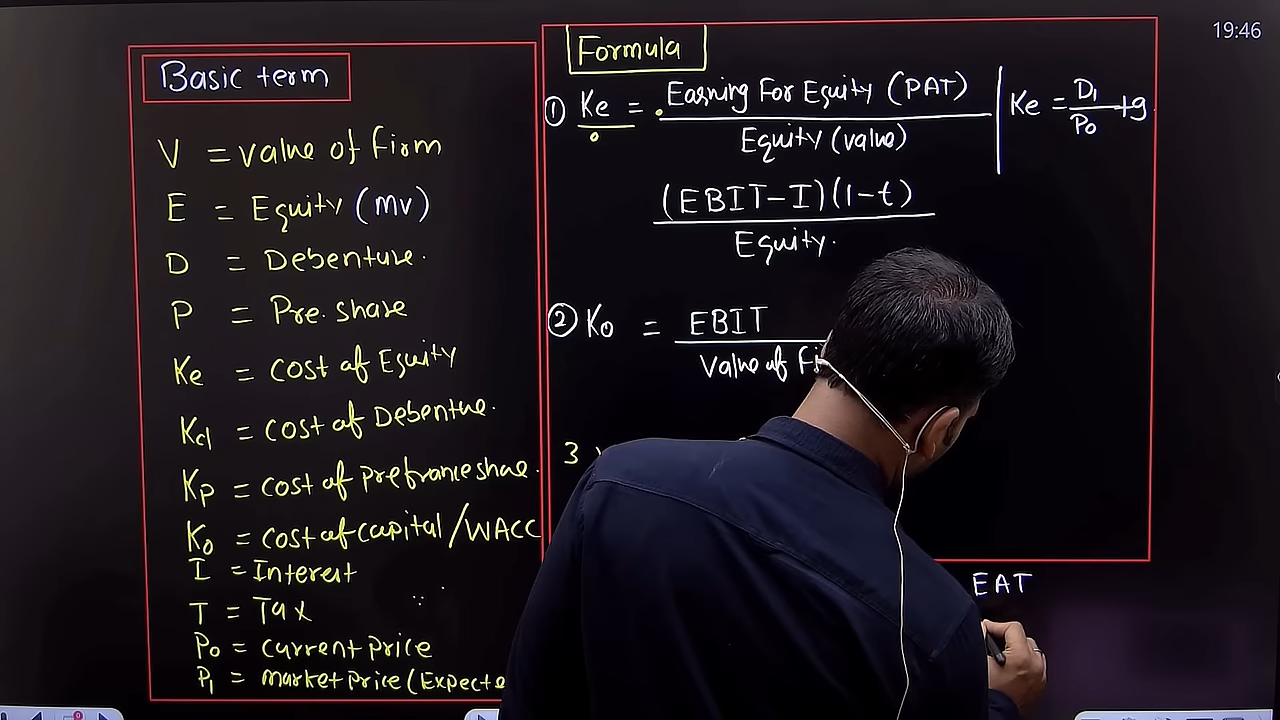 19:46
Basic term
V = value of firm
E = Equity (mv)
D = Debenture.
P = Pre. share
Ke = cost of Equity
Kd = cost of Debenture.
Kp = cost of prefrance shae.
Ko = cost of capital / WACC
I = Interest
T = Tax
Po = current price
P1 = market price (Expecte
Formula
① Ke = Earning For Equity (PAT)
Equity (value)
Ke = D1
Po
+g
(EBIT-I)(1-t)
Equity.
② Ko = EBIT
Value of Fi
3
EAT